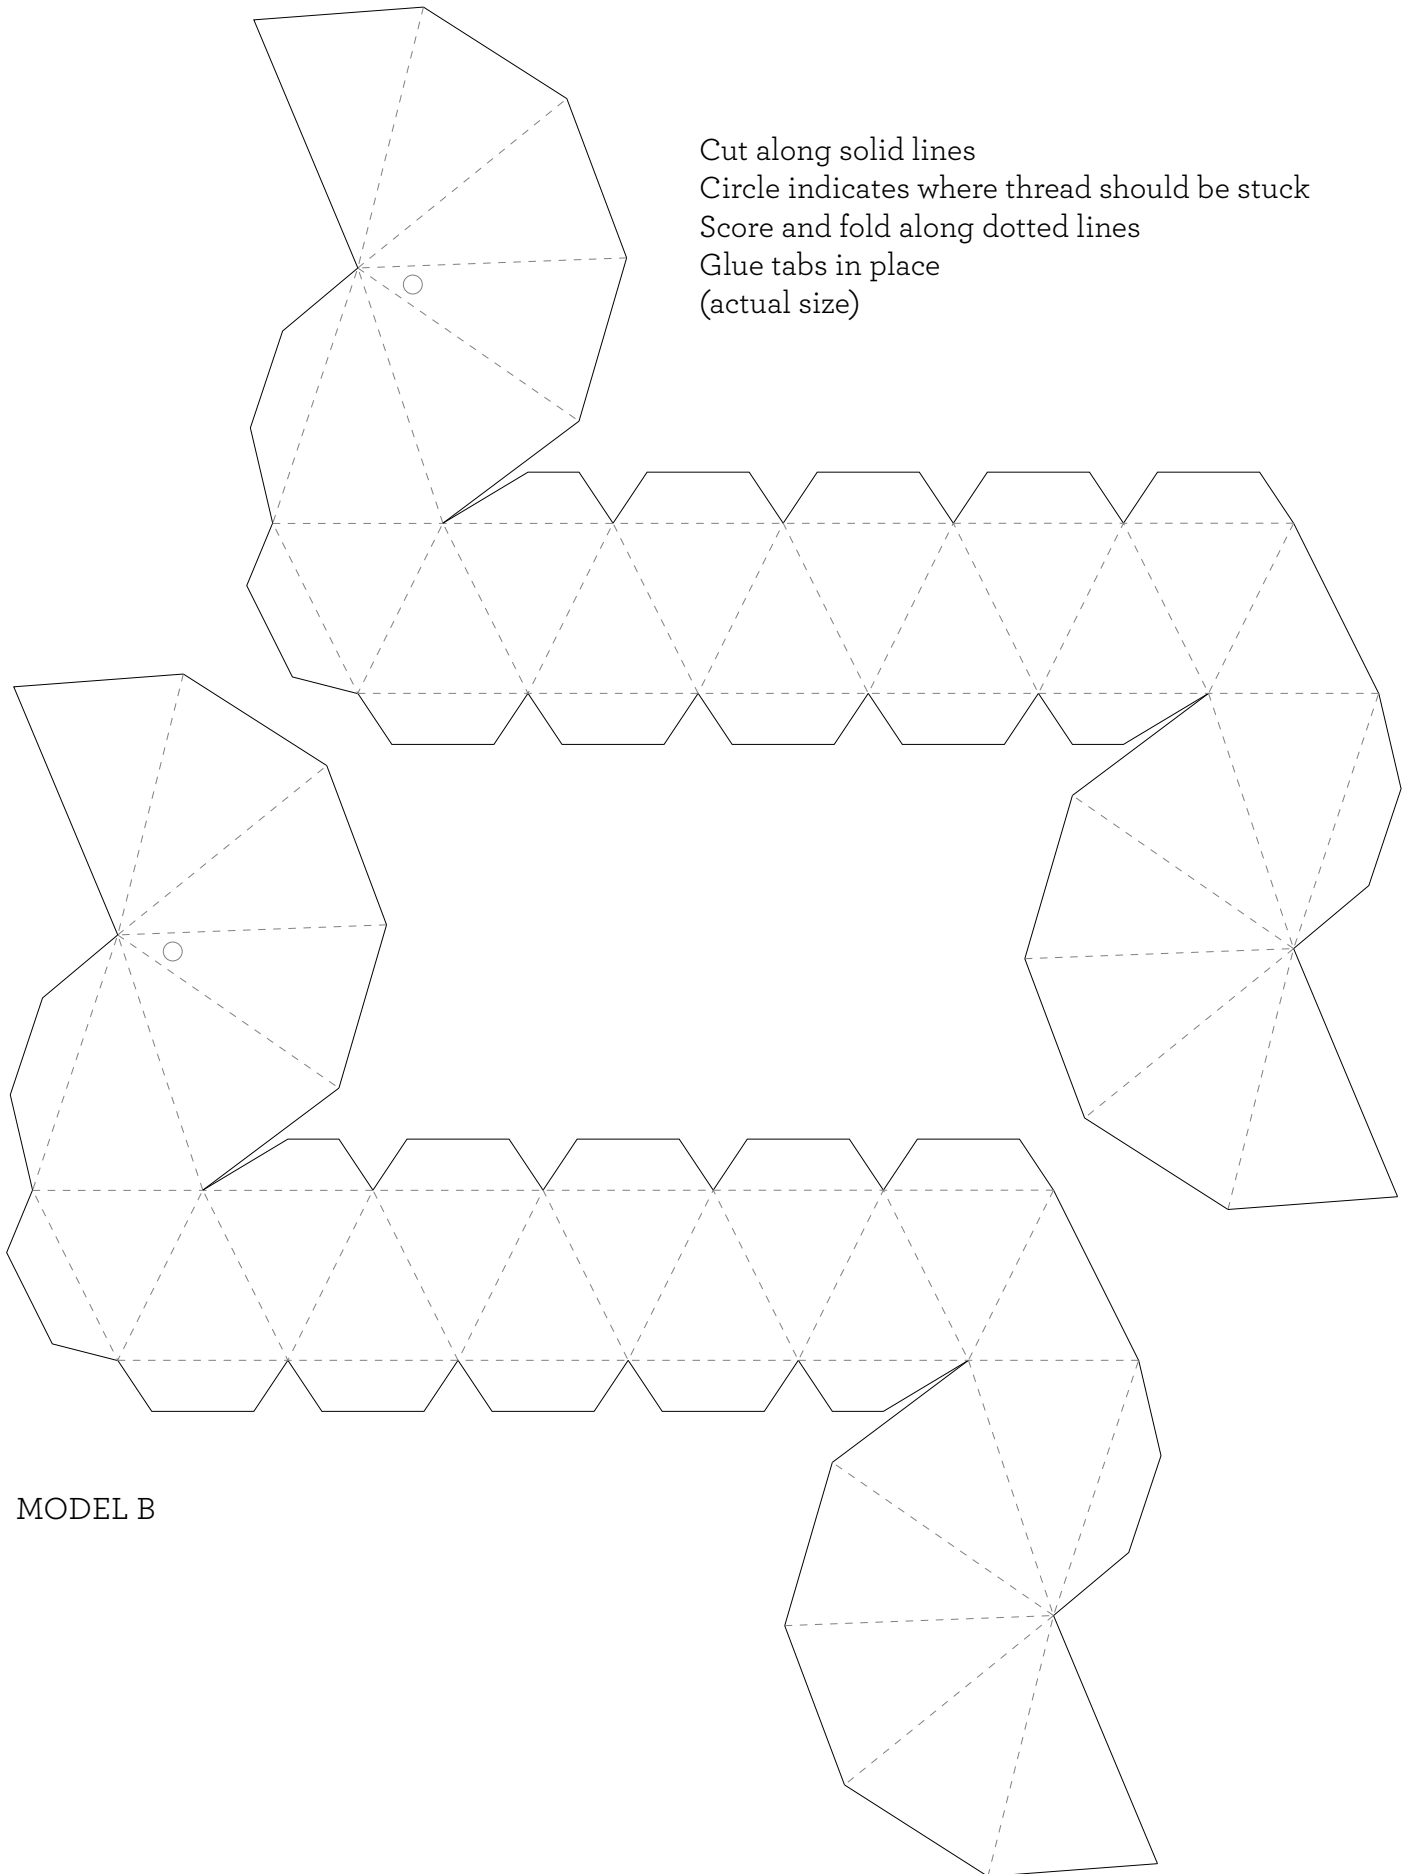 Cut along solid lines
Circle indicates where thread should be stuck
Score and fold along dotted lines
Glue tabs in place
(actual size)
MODEL B